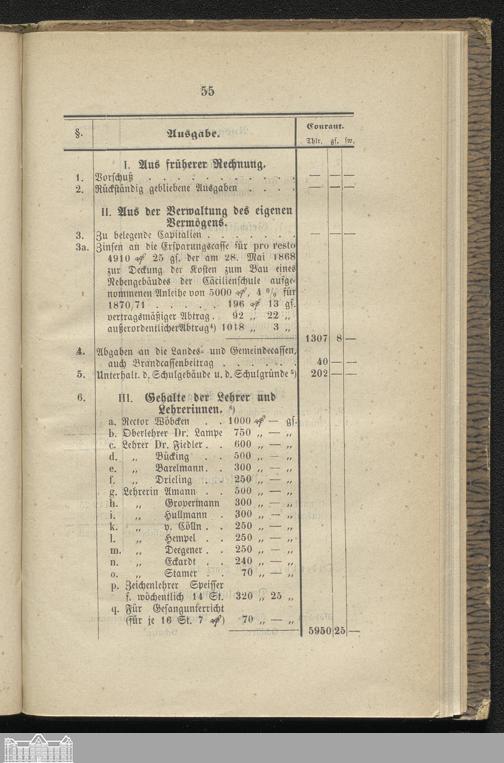 55
§. Ausgabe. Courant.
Thlr. gſ. ſw.
I. Aus früherer Rechnung.
1. Vorſchuß . . . . . . . . . — — —
2. Rückſtändig gebliebene Ausgaben . . . . — — —
II. Aus der Verwaltung des eigenen
Vermögens.
3. Zu belegende Capitalien . . . . . . — — —
3a. Zinſen an die Erſparungscaſſe für pro resto
4910 ₰ 25 gſ. der am 28. Mai 1868
zur Deckung der Koſten zum Bau eines
Nebengebäudes der Cäcilienſchule aufge-
nommenen Anleihe von 5000 ₰, 4 % für
1870/71 . . . . . 196 ₰ 13 gſ.
vertragsmäßiger Abtrag . 92 „ 22 „
außerordentlicher Abtrag⁴) 1018 „ 3 „
1307 8 —
4. Abgaben an die Landes- und Gemeindecaſſen,
auch Brandcaſſenbeitrag . . . . . . 40 — —
5. Unterhalt. d. Schulgebäude u. d. Schulgründe⁵) 202 — —
6. III. Gehalte der Lehrer und
Lehrerinnen. ⁶)
a. Rector Wöbcken . . 1000 ₰ — gſ.
b. Oberlehrer Dr. Lampe 750 „ — „
c. Lehrer Dr. Fiedler . . 600 „ — „
d. „ Bücking . . 500 „ — „
e. „ Barelmann . . 300 „ — „
f. „ Drieling . . 250 „ — „
g. Lehrerin Amann . . 500 „ — „
h. „ Grovermann 300 „ — „
i. „ Hullmann . 300 „ — „
k. „ v. Cölln . . 250 „ — „
l. „ Hempel . . 250 „ — „
m. „ Deegener . . 250 „ — „
n. „ Eckardt . . 240 „ — „
o. „ Stamer . . 70 „ — „
p. Zeichenlehrer Speiſſer
f. wöchentlich 14 St. 320 „ 25 „
q. Für Geſangunterricht
(für je 16 St. 7 ₰) 70 „ — „
5950 25 —